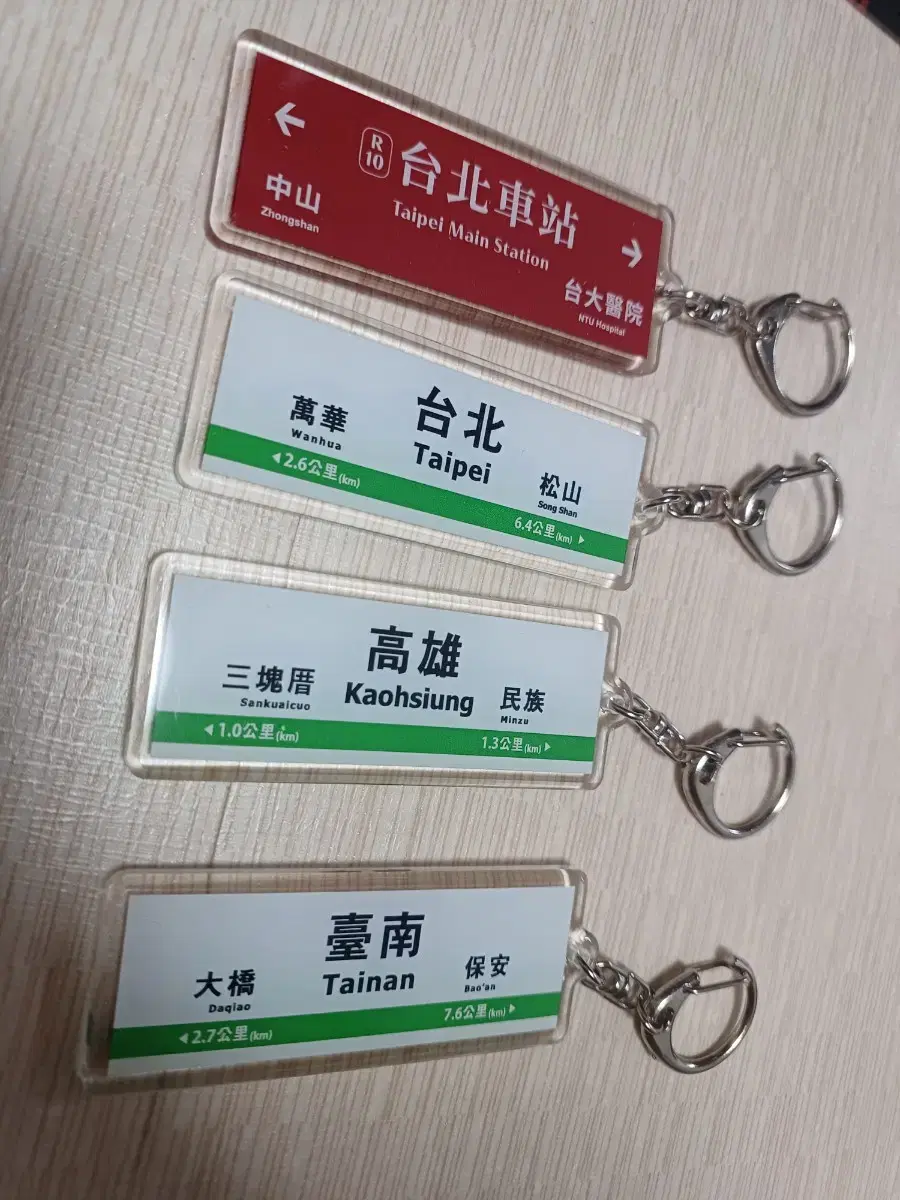 ←
R
10
台北車站
Taipei Main Station
中山
Zhongshan
→
台大醫院
NTU Hospital
萬華
Wanhua
台北
Taipei
松山
Song Shan
◀2.6公里(km)
6.4公里(km)▶
三塊厝
Sankuaicuo
高雄
Kaohsiung
民族
Minzu
◀1.0公里(km)
1.3公里(km)▶
大橋
Daqiao
臺南
Tainan
保安
Bao'an
◀2.7公里(km)
7.6公里(km)▶